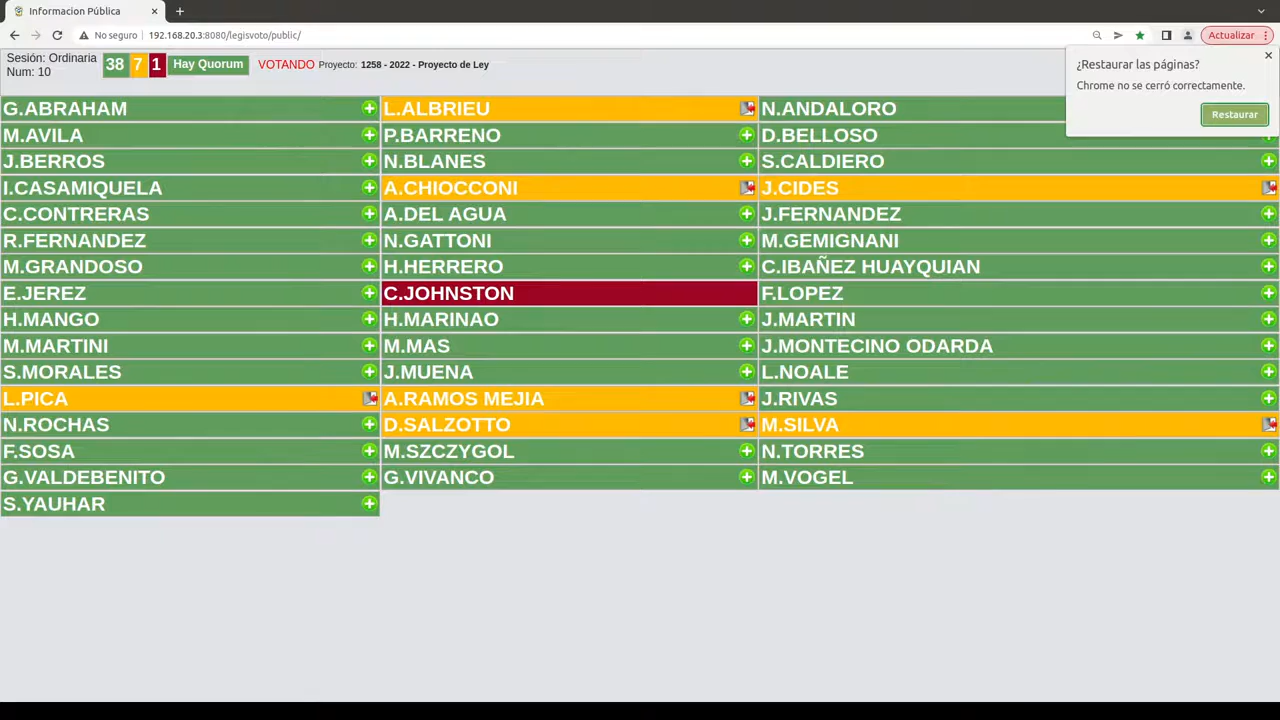 Informacion Pública
No seguro 192.168.20.3:8080/legisvoto/public/ Actualizar
Sesión: Ordinaria
Num: 10
38 7 1 Hay Quorum VOTANDO Proyecto: 1258 - 2022 - Proyecto de Ley
¿Restaurar las páginas?
Chrome no se cerró correctamente.
Restaurar
G.ABRAHAM L.ALBRIEU N.ANDALORO
M.AVILA P.BARRENO D.BELLOSO
J.BERROS N.BLANES S.CALDIERO
I.CASAMIQUELA A.CHIOCCONI J.CIDES
C.CONTRERAS A.DEL AGUA J.FERNANDEZ
R.FERNANDEZ N.GATTONI M.GEMIGNANI
M.GRANDOSO H.HERRERO C.IBAÑEZ HUAYQUIAN
E.JEREZ C.JOHNSTON F.LOPEZ
H.MANGO H.MARINAO J.MARTIN
M.MARTINI M.MAS J.MONTECINO ODARDA
S.MORALES J.MUENA L.NOALE
L.PICA A.RAMOS MEJIA J.RIVAS
N.ROCHAS D.SALZOTTO M.SILVA
F.SOSA M.SZCZYGOL N.TORRES
G.VALDEBENITO G.VIVANCO M.VOGEL
S.YAUHAR